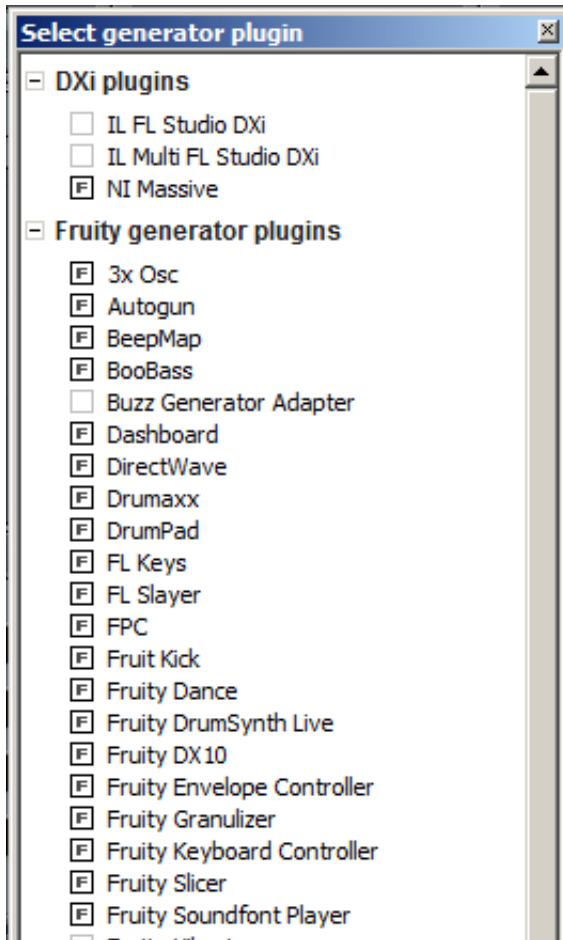 Select generator plugin
DXi plugins
IL FL Studio DXi
IL Multi FL Studio DXi
F NI Massive
Fruity generator plugins
F 3x Osc
F Autogun
F BeepMap
F BooBass
Buzz Generator Adapter
F Dashboard
F DirectWave
F Drumaxx
F DrumPad
F FL Keys
F FL Slayer
F FPC
F Fruit Kick
F Fruity Dance
F Fruity DrumSynth Live
F Fruity DX10
F Fruity Envelope Controller
F Fruity Granulizer
F Fruity Keyboard Controller
F Fruity Slicer
F Fruity Soundfont Player